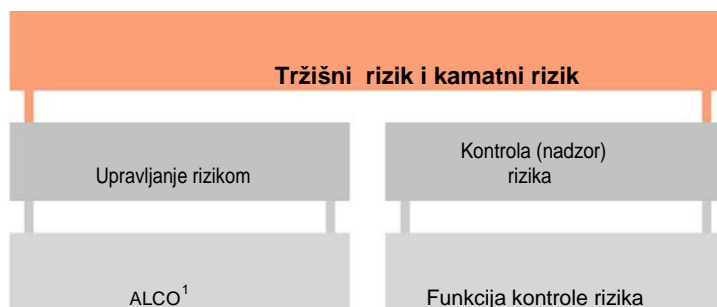 Tržišni rizik i kamatni rizik
Upravljanje rizikom
Kontrola (nadzor)
rizika
ALCO¹
Funkcija kontrole rizika